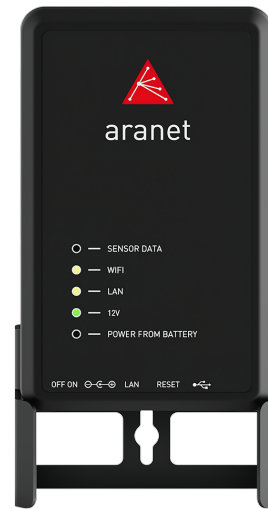 aranet
SENSOR DATA
WIFI
LAN
12V
POWER FROM BATTERY
OFF ON LAN RESET